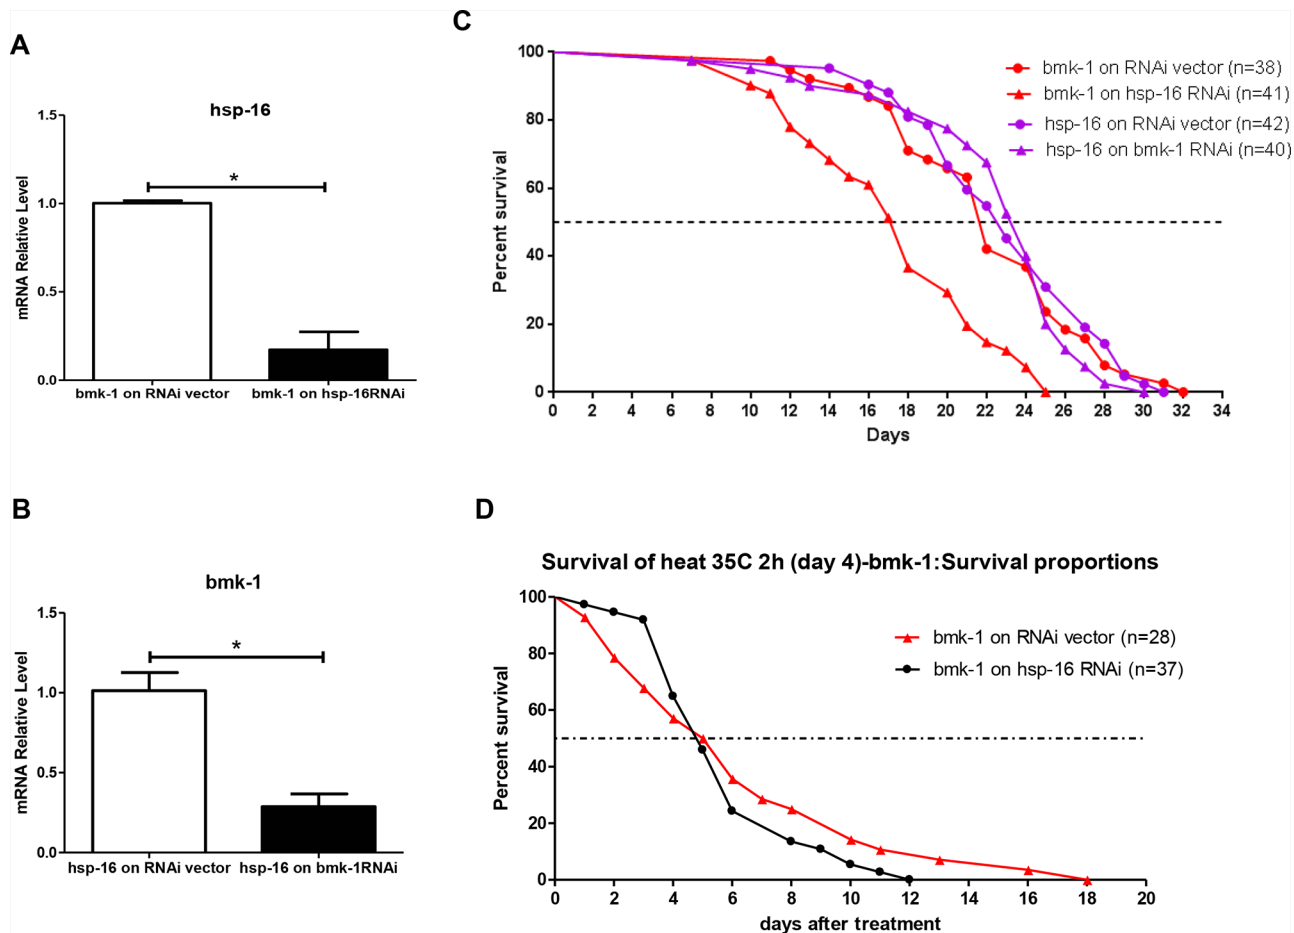 A
hsp-16
mRNA Relative Level
1.5
1.0
0.5
0.0
*
bmk-1 on RNAi vector
bmk-1 on hsp-16RNAi
B
bmk-1
mRNA Relative Level
1.5
1.0
0.5
0.0
*
hsp-16 on RNAi vector
hsp-16 on bmk-1RNAi
C
Percent survival
100
80
60
40
20
0
0 2 4 6 8 10 12 14 16 18 20 22 24 26 28 30 32 34
Days
bmk-1 on RNAi vector (n=38)
bmk-1 on hsp-16 RNAi (n=41)
hsp-16 on RNAi vector (n=42)
hsp-16 on bmk-1 RNAi (n=40)
D
Survival of heat 35C 2h (day 4)-bmk-1:Survival proportions
Percent survival
100
80
60
40
20
0
0 2 4 6 8 10 12 14 16 18 20
days after treatment
bmk-1 on RNAi vector (n=28)
bmk-1 on hsp-16 RNAi (n=37)